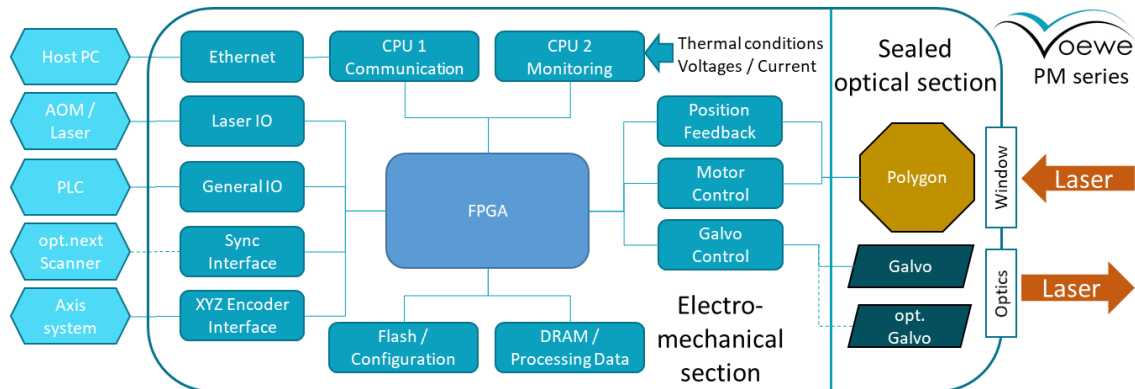 Host PC
AOM /
Laser
PLC
opt.next
Scanner
Axis
system
Ethernet
Laser IO
General IO
Sync
Interface
XYZ Encoder
Interface
CPU 1
Communication
CPU 2
Monitoring
Thermal conditions
Voltages / Current
FPGA
Flash /
Configuration
DRAM /
Processing Data
Position
Feedback
Motor
Control
Galvo
Control
Electro-
mechanical
section
Sealed
optical section
Polygon
Galvo
opt.
Galvo
Window
Optics
oewe
PM series
Laser
Laser